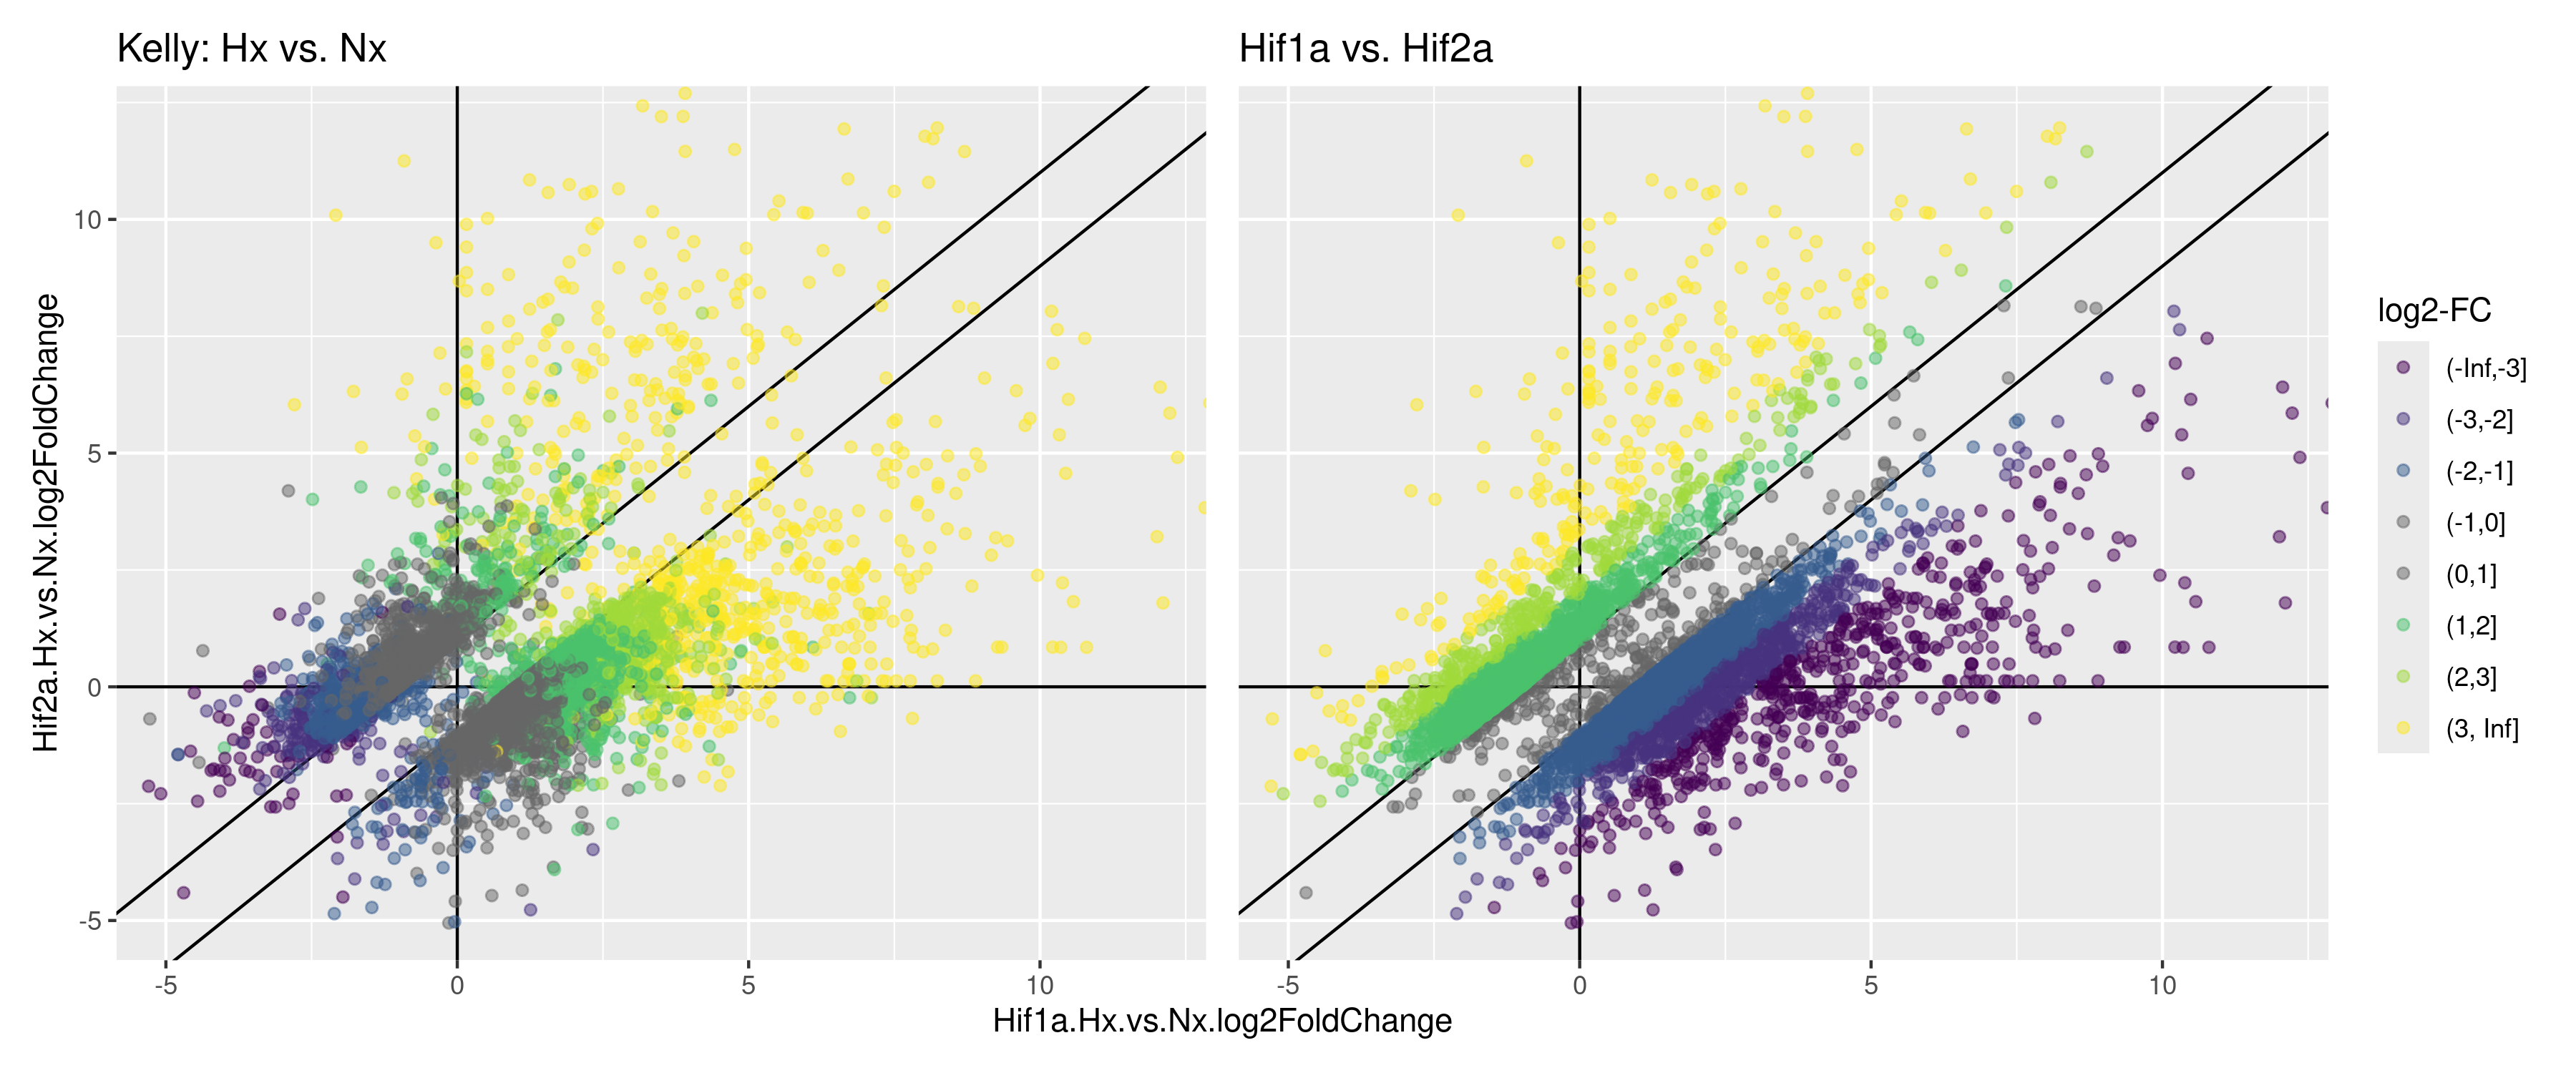 Kelly: Hx vs. Nx
Hif1a vs. Hif2a
Hif2a.Hx.vs.Nx.log2FoldChange
10
5
0
-5
-5
0
5
10
-5
0
5
10
Hif1a.Hx.vs.Nx.log2FoldChange
log2-FC
(-Inf,-3]
(-3,-2]
(-2,-1]
(-1,0]
(0,1]
(1,2]
(2,3]
(3, Inf]